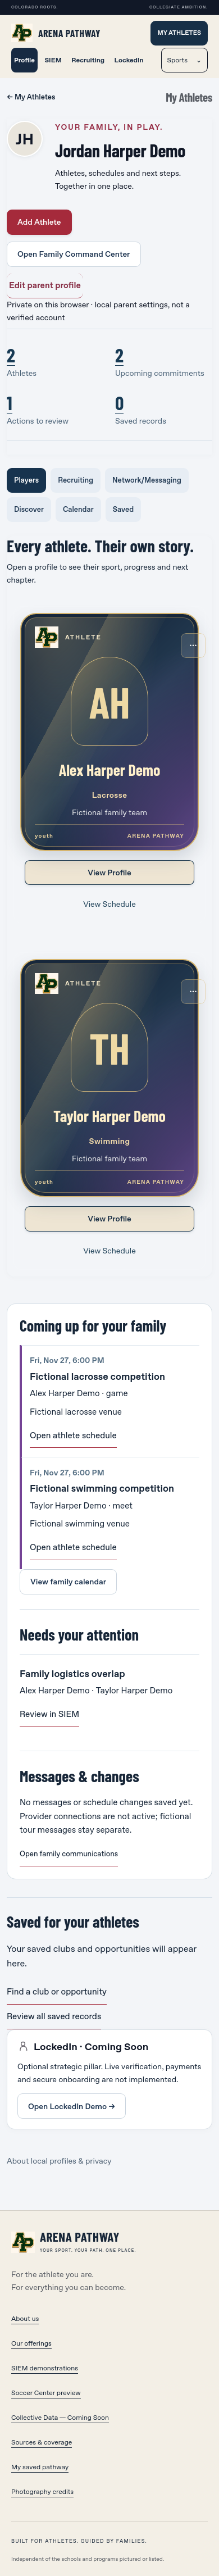 COLORADO ROOTS.
COLLEGIATE AMBITION.
AP
ARENA PATHWAY
MY ATHLETES
Profile
SIEM
Recruiting
LockedIn
Sports
← My Athletes
My Athletes
JH
YOUR FAMILY, IN PLAY.
Jordan Harper Demo
Athletes, schedules and next steps.
Together in one place.
Add Athlete
Open Family Command Center
Edit parent profile
Private on this browser · local parent settings, not a
verified account
2
Athletes
2
Upcoming commitments
1
Actions to review
0
Saved records
Players
Recruiting
Network/Messaging
Discover
Calendar
Saved
Every athlete. Their own story.
Open a profile to see their sport, progress and next
chapter.
AP
ATHLETE
...
AH
Alex Harper Demo
Lacrosse
Fictional family team
youth
ARENA PATHWAY
View Profile
View Schedule
AP
ATHLETE
...
TH
Taylor Harper Demo
Swimming
Fictional family team
youth
ARENA PATHWAY
View Profile
View Schedule
Coming up for your family
Fri, Nov 27, 6:00 PM
Fictional lacrosse competition
Alex Harper Demo · game
Fictional lacrosse venue
Open athlete schedule
Fri, Nov 27, 6:00 PM
Fictional swimming competition
Taylor Harper Demo · meet
Fictional swimming venue
Open athlete schedule
View family calendar
Needs your attention
Family logistics overlap
Alex Harper Demo · Taylor Harper Demo
Review in SIEM
Messages & changes
No messages or schedule changes saved yet.
Provider connections are not active; fictional
tour messages stay separate.
Open family communications
Saved for your athletes
Your saved clubs and opportunities will appear
here.
Find a club or opportunity
Review all saved records
LockedIn · Coming Soon
Optional strategic pillar. Live verification, payments
and secure onboarding are not implemented.
Open LockedIn Demo →
About local profiles & privacy
AP
ARENA PATHWAY
YOUR SPORT. YOUR PATH. ONE PLACE.
For the athlete you are.
For everything you can become.
About us
Our offerings
SIEM demonstrations
Soccer Center preview
Collective Data — Coming Soon
Sources & coverage
My saved pathway
Photography credits
BUILT FOR ATHLETES. GUIDED BY FAMILIES.
Independent of the schools and programs pictured or listed.